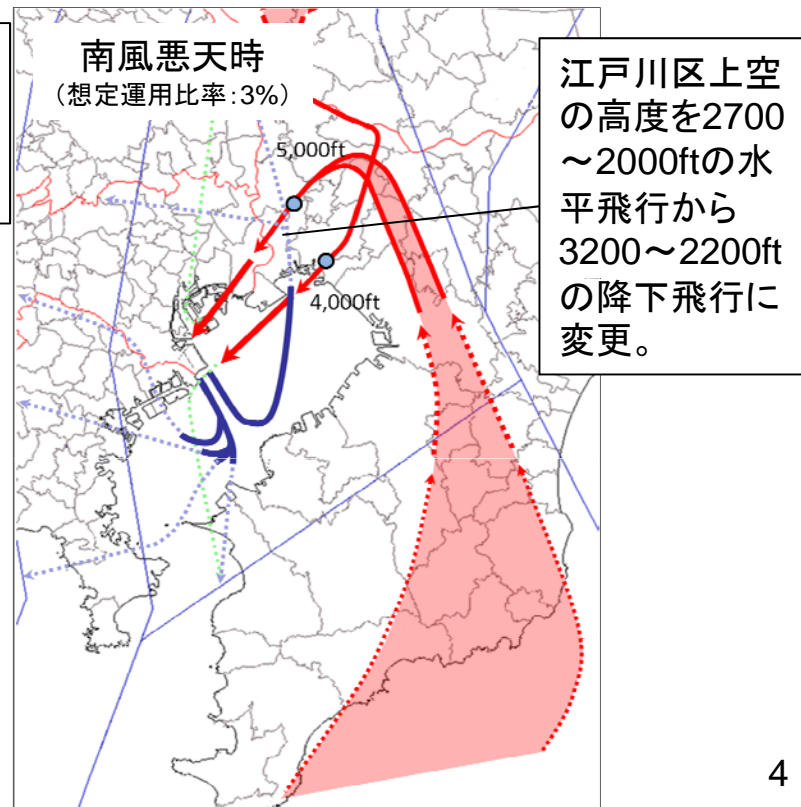 南風悪天時
（想定運用比率：3%）
5,000ft
4,000ft
江戸川区上空
の高度を2700
～2000ftの水
平飛行から
3200～2200ft
の降下飛行に
変更。
4